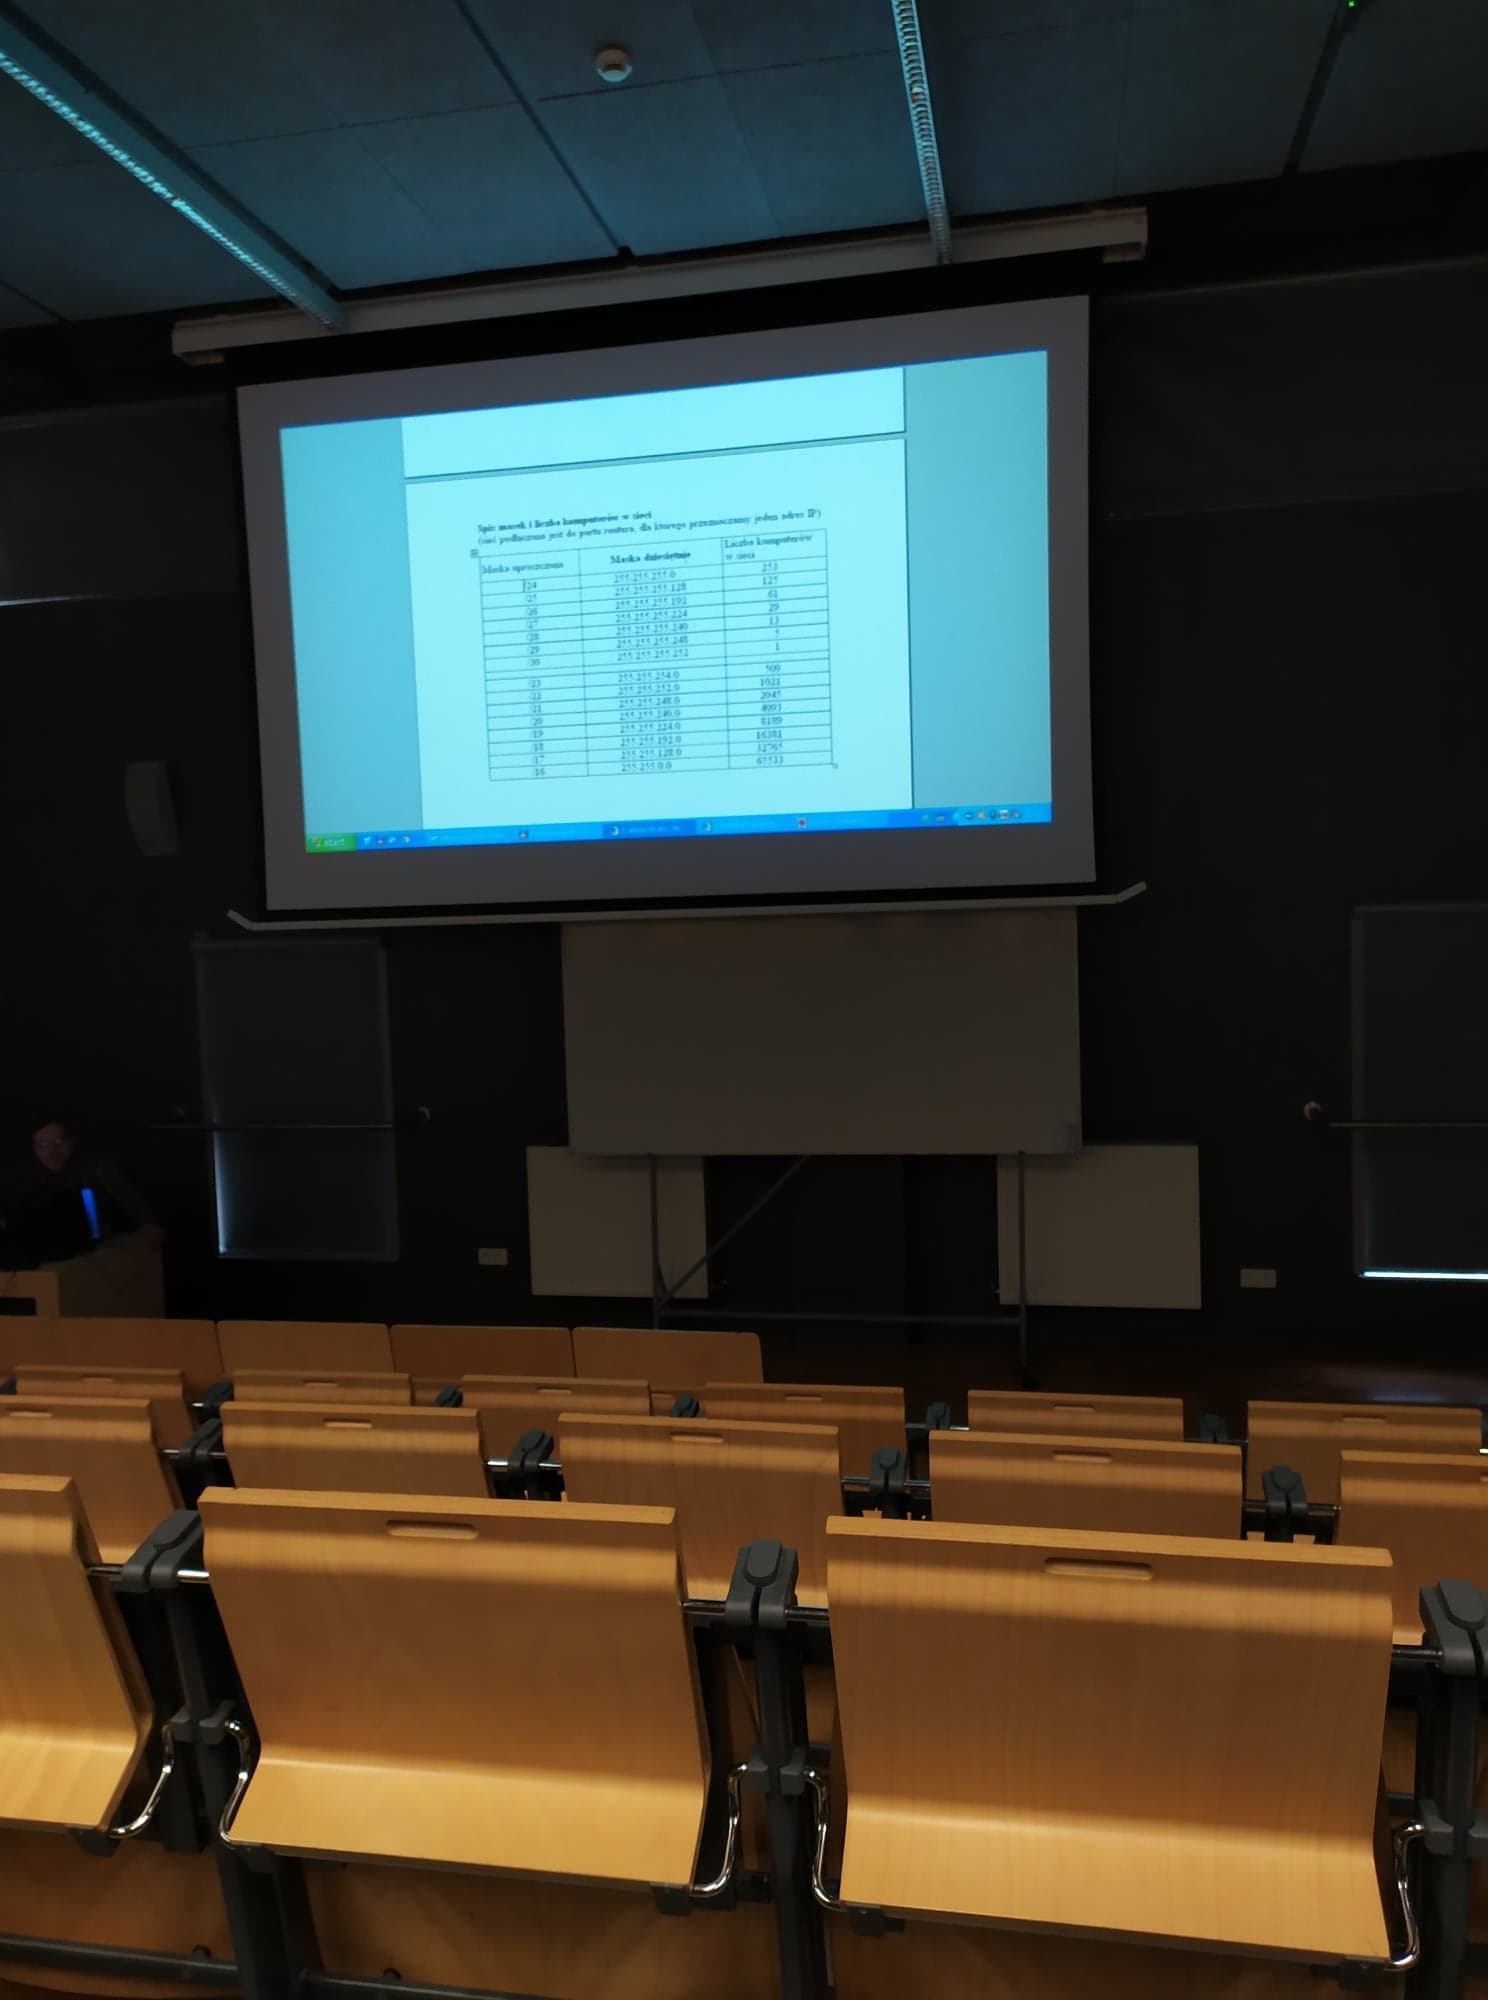 Spis masek i liczba komputerów w sieci
(sieć podłączona jest do portu routera, dla którego przeznaczamy jeden adres IP)
Maska uproszczona Maska dziesiętnie Liczba komputerów w sieci
/24 255.255.255.0 253
/25 255.255.255.128 125
/26 255.255.255.192 61
/27 255.255.255.224 29
/28 255.255.255.240 13
/29 255.255.255.248 5
/30 255.255.255.252 1
/23 255.255.254.0 509
/22 255.255.252.0 1021
/21 255.255.248.0 2045
/20 255.255.240.0 4093
/19 255.255.224.0 8189
/18 255.255.192.0 16381
/17 255.255.128.0 32765
/16 255.255.0.0 65533
start